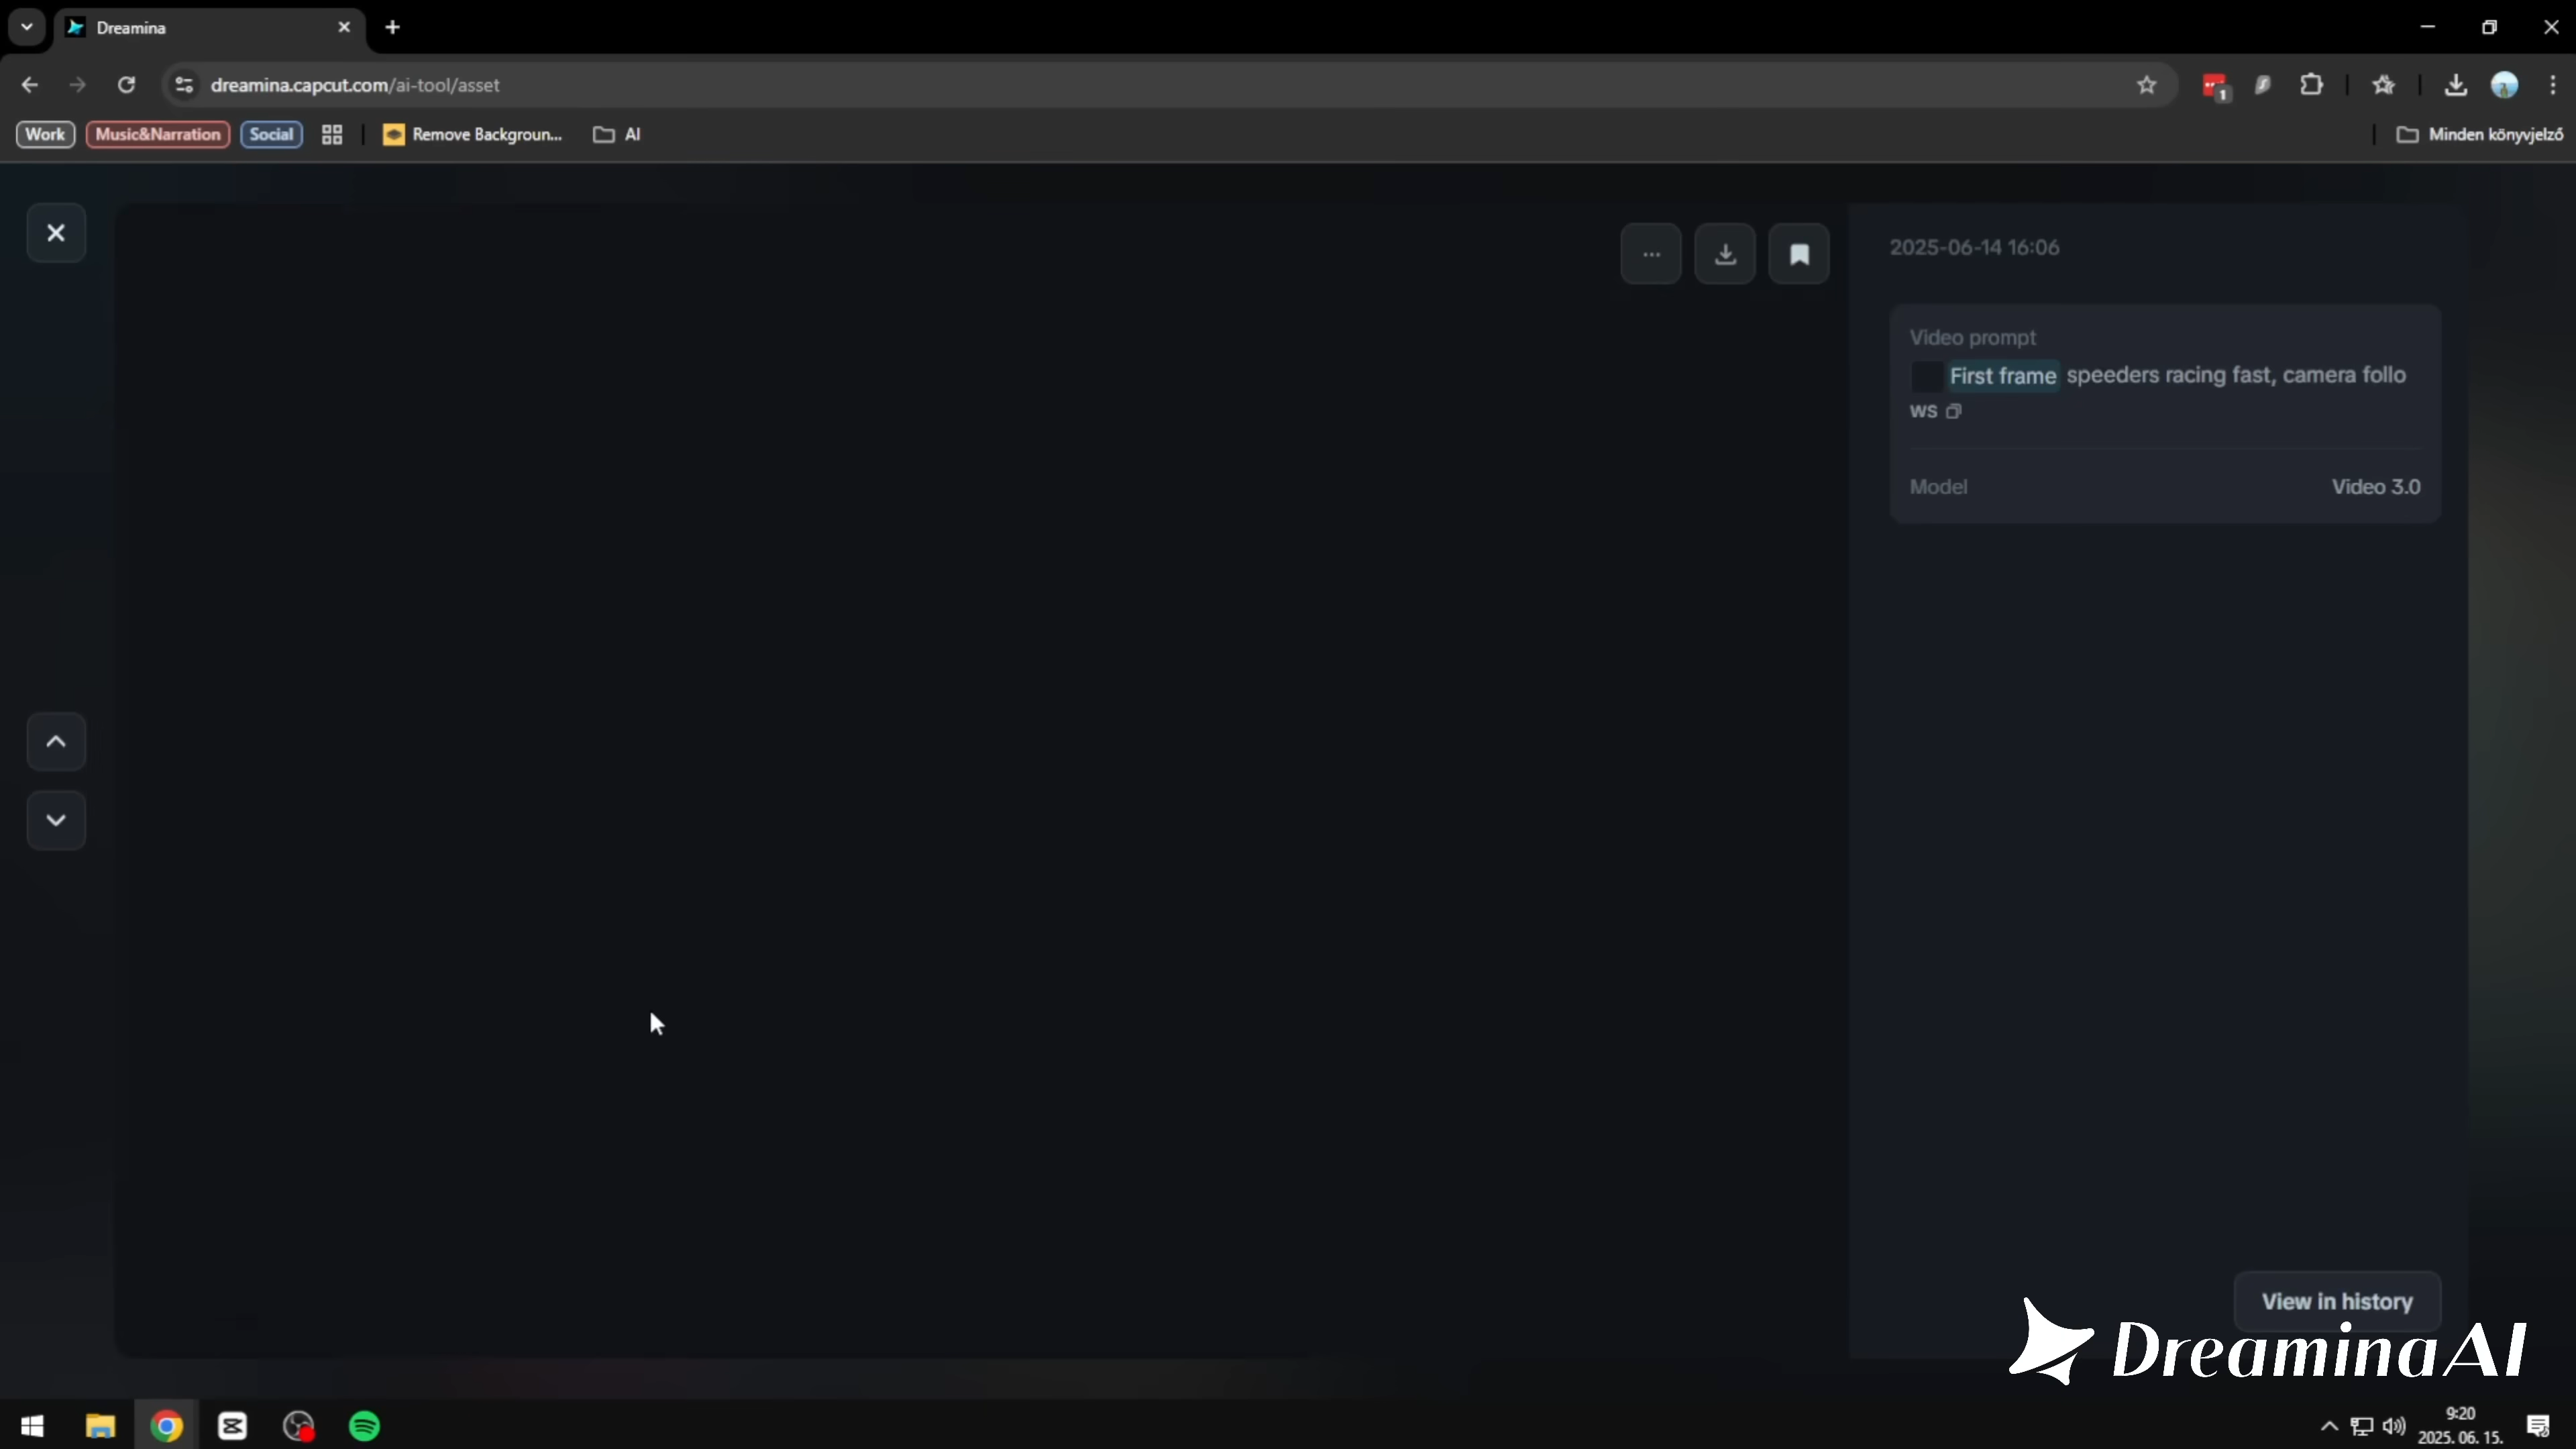 Dreamina
dreamina.capcut.com/ai-tool/asset
1
Work Music&Narration Social Remove Backgroun... AI Minden könyvjelző
2025-06-14 16:06
Video prompt
First frame speeders racing fast, camera follo
ws
Model Video 3.0
View in history
DreaminaAI
9:20
2025. 06. 15.